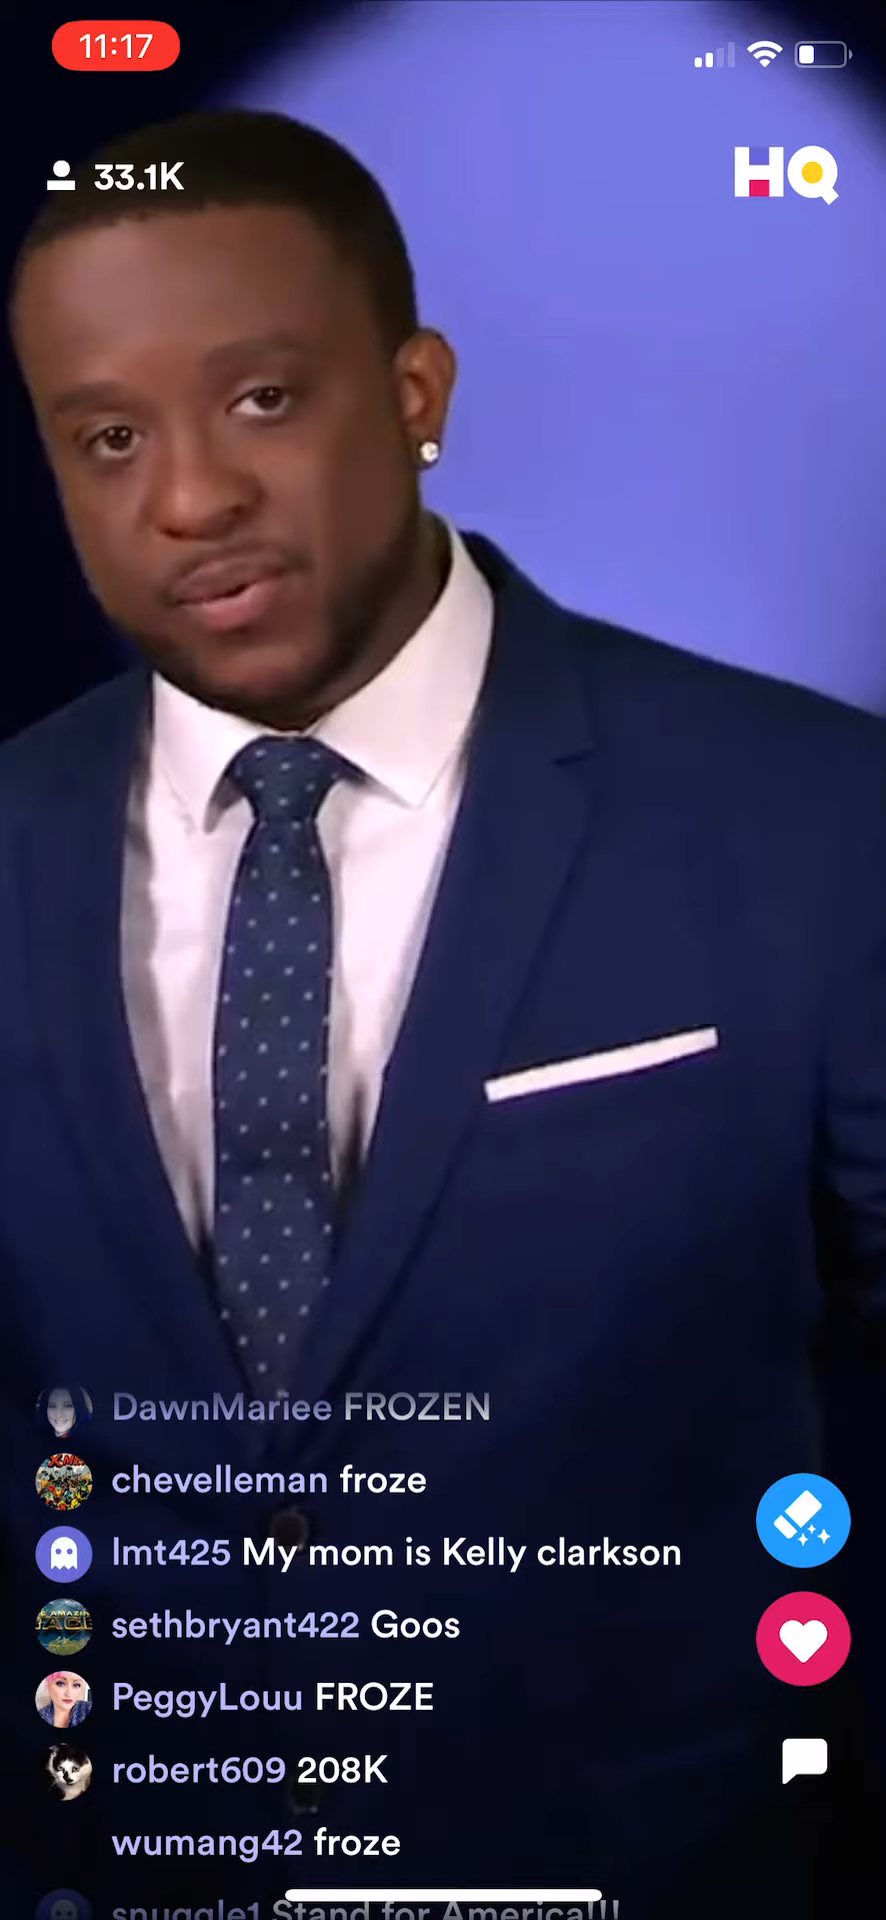 11:17
33.1K
HQ
DawnMariee FROZEN
chevelleman froze
lmt425 My mom is Kelly clarkson
sethbryant422 Goos
PeggyLouu FROZE
robert609 208K
wumang42 froze
snuggle1 Stand for America!!!